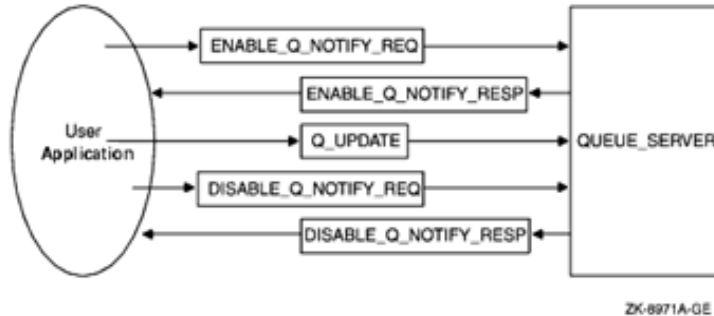 ENABLE_Q_NOTIFY_REQ
ENABLE_Q_NOTIFY_RESP
User
Application
Q_UPDATE
QUEUE_SERVER
DISABLE_Q_NOTIFY_REQ
DISABLE_Q_NOTIFY_RESP
ZK-8971A-GE